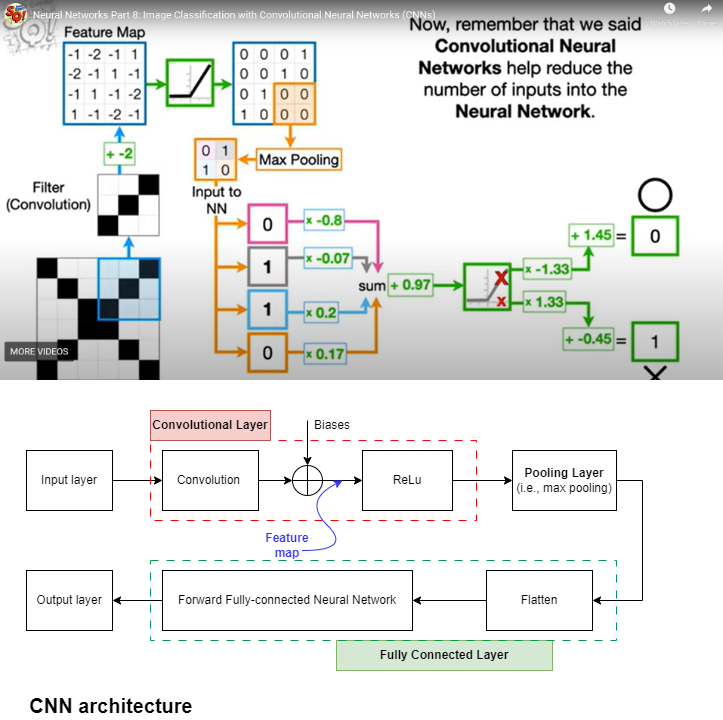 Neural Networks Part 8: Image Classification with Convolutional Neural Networks (CNNs)
Feature Map
-1 -2 -1 1
-2 -1 1 -1
-1 1 -1 -2
1 -1 -2 -1
0 0 0 1
0 0 1 0
0 1 0 0
1 0 0 0
Now, remember that we said
Convolutional Neural
Networks help reduce the
number of inputs into the
Neural Network.
+ -2
Filter
(Convolution)
0 1
1 0
Max Pooling
Input to
NN
0
x -0.8
1
x -0.07
1
x 0.2
0
x 0.17
sum
+ 0.97
x -1.33
x 1.33
+ 1.45 =
0
+ -0.45 =
1
MORE VIDEOS
Convolutional Layer
Biases
Input layer
Convolution
ReLu
Pooling Layer
(i.e., max pooling)
Feature
map
Output layer
Forward Fully-connected Neural Network
Flatten
Fully Connected Layer
CNN architecture